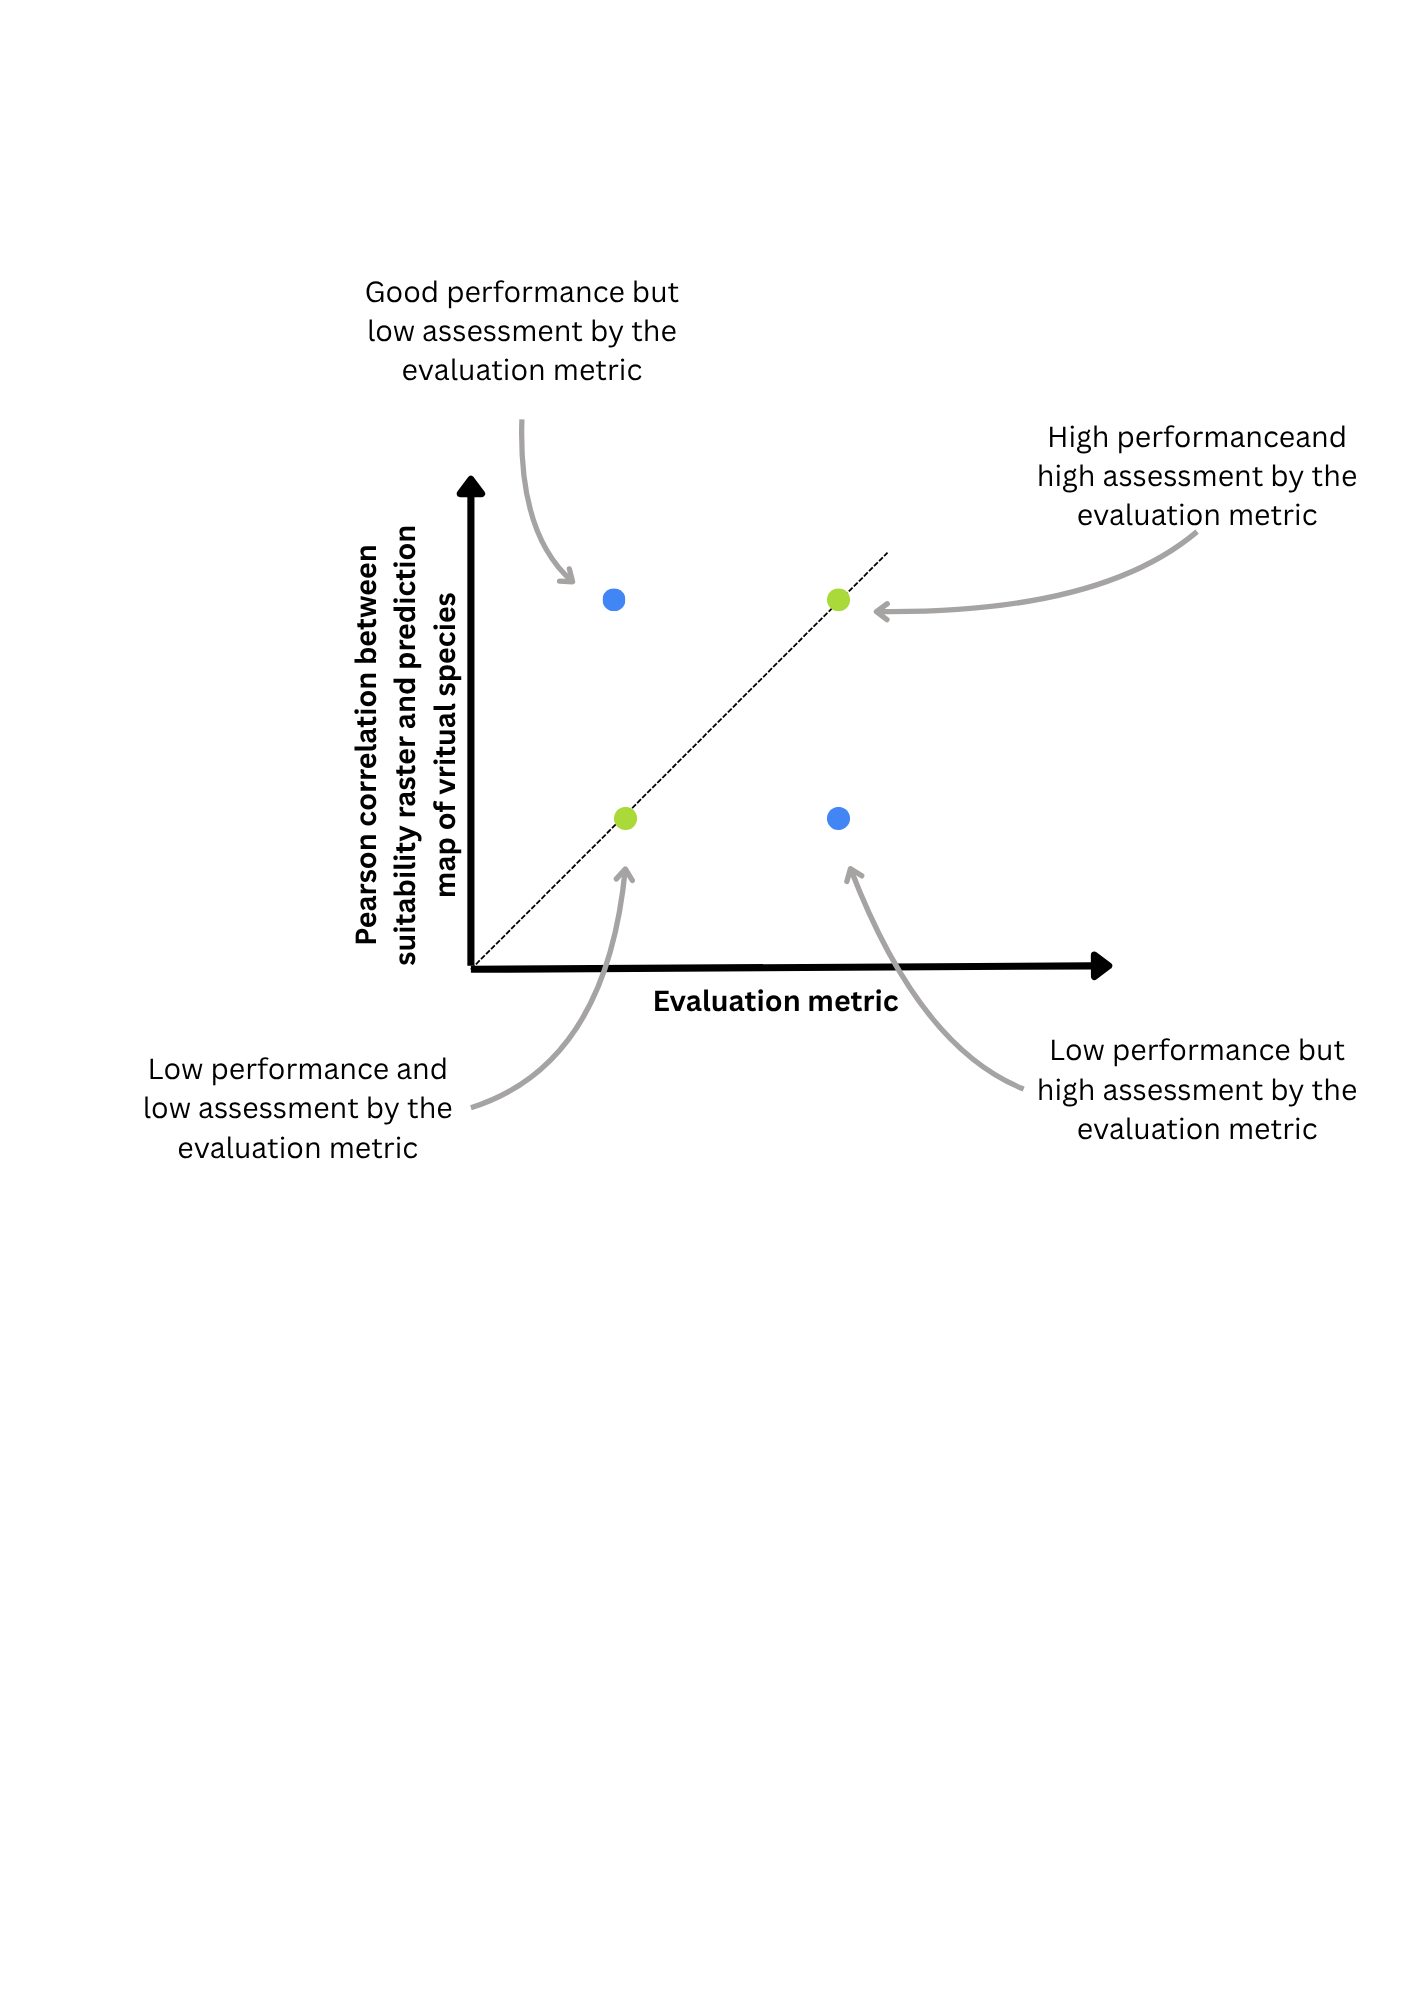 Good performance but
low assessment by the
evaluation metric
High performanceand
high assessment by the
evaluation metric
Pearson correlation between
suitability raster and prediction
map of vritual species
Evaluation metric
Low performance and
low assessment by the
evaluation metric
Low performance but
high assessment by the
evaluation metric